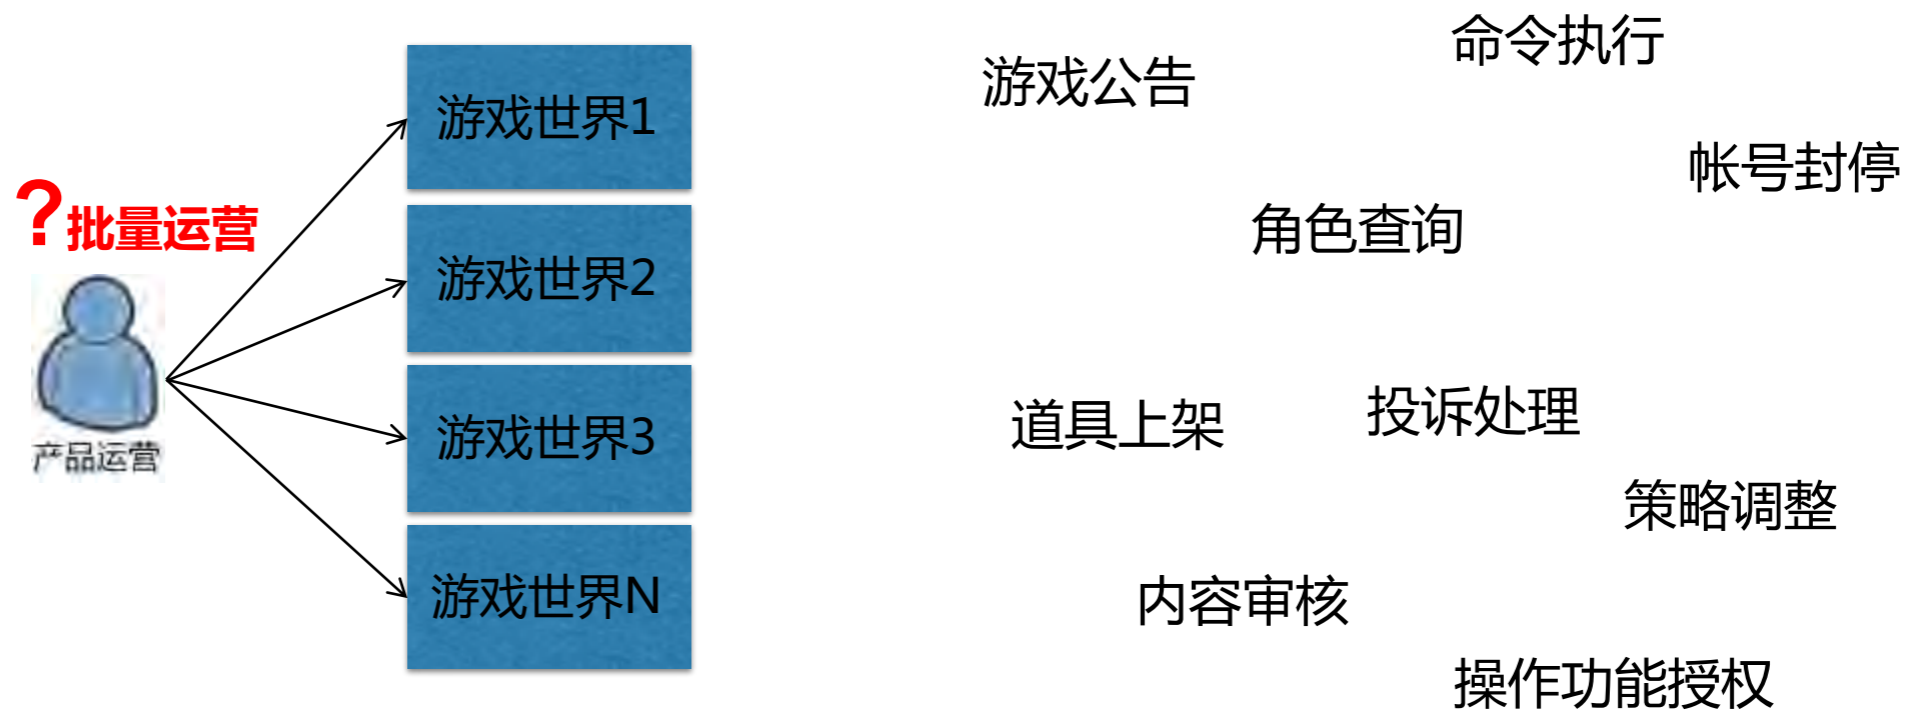 ?批量运营
产品运营
游戏世界1
游戏世界2
游戏世界3
游戏世界N
命令执行
游戏公告
帐号封停
角色查询
投诉处理
道具上架
策略调整
内容审核
操作功能授权